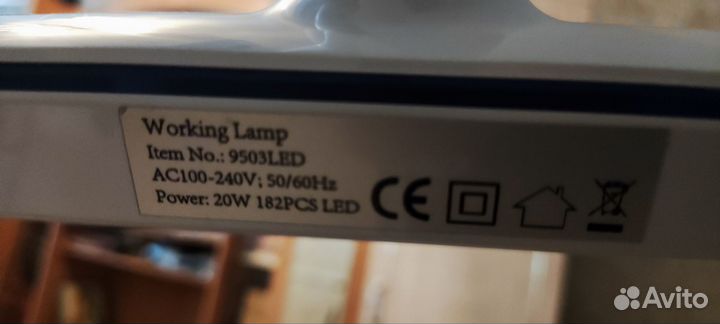 Working Lamp
Item No.: 9503LED
AC100-240V; 50/60Hz
Power: 20W 182PCS LED
CE
Avito